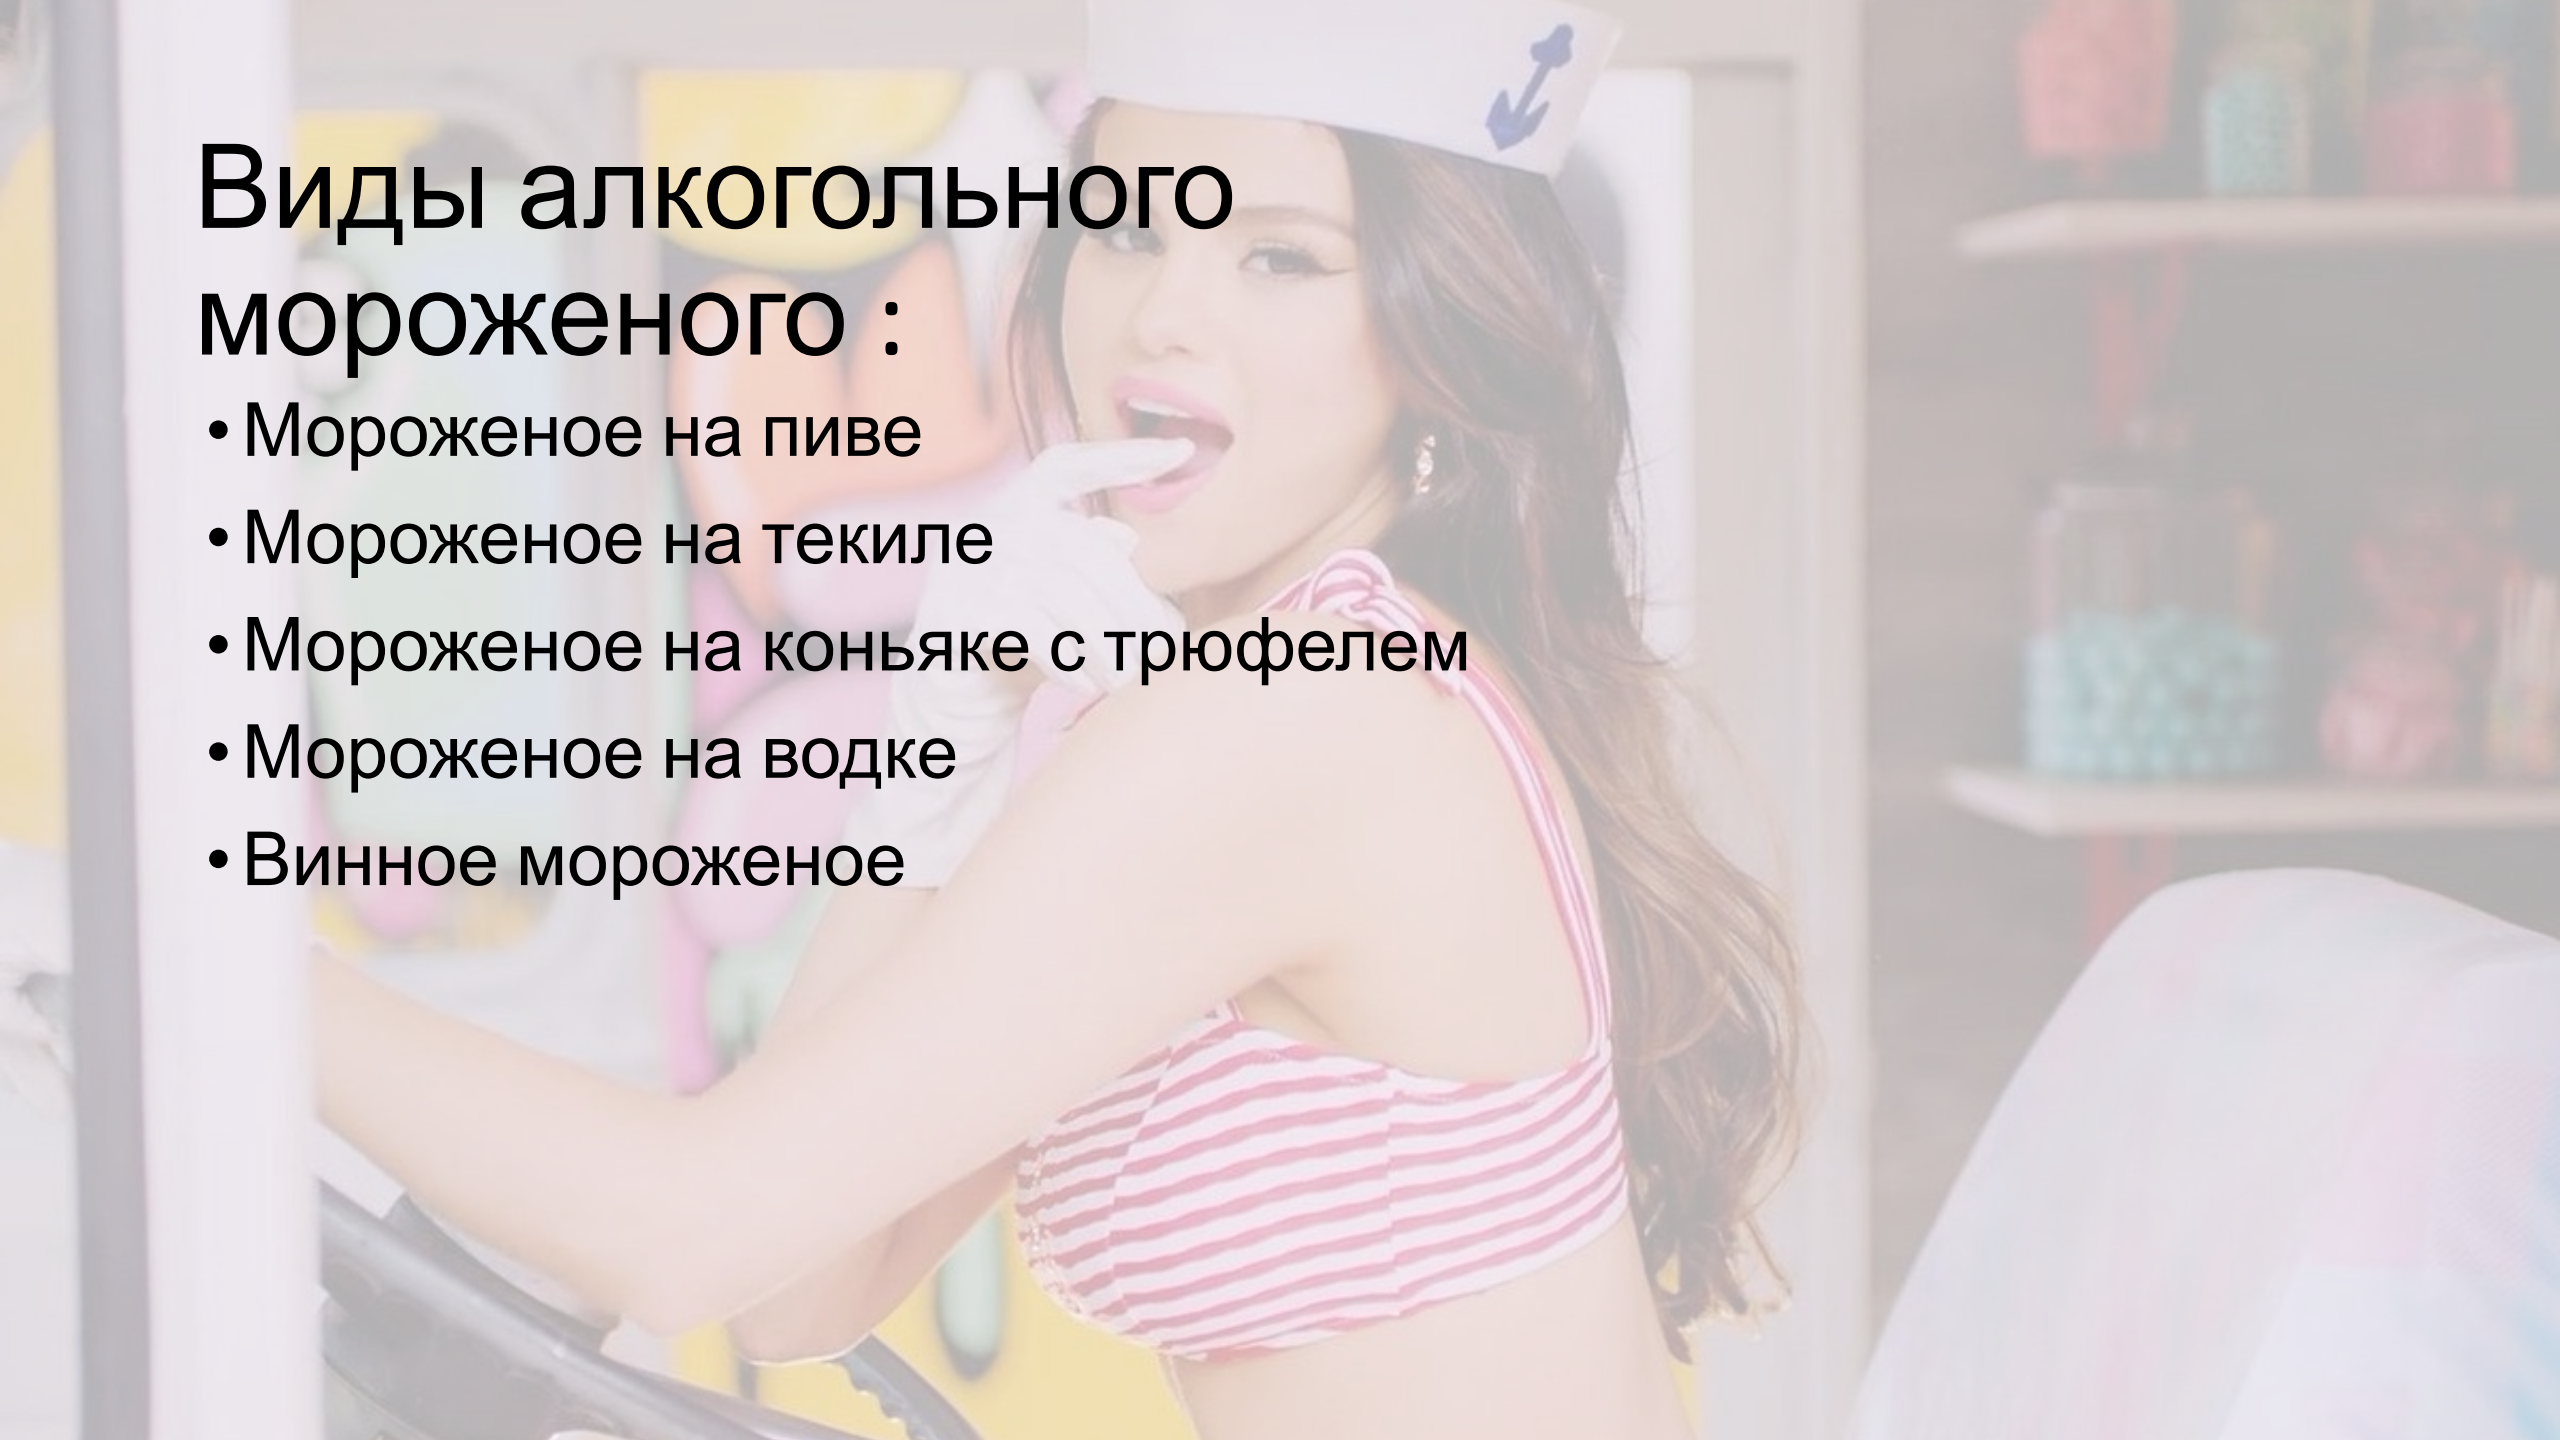 Виды алкогольного
мороженого :
• Мороженое на пиве
• Мороженое на текиле
• Мороженое на коньяке с трюфелем
• Мороженое на водке
• Винное мороженое